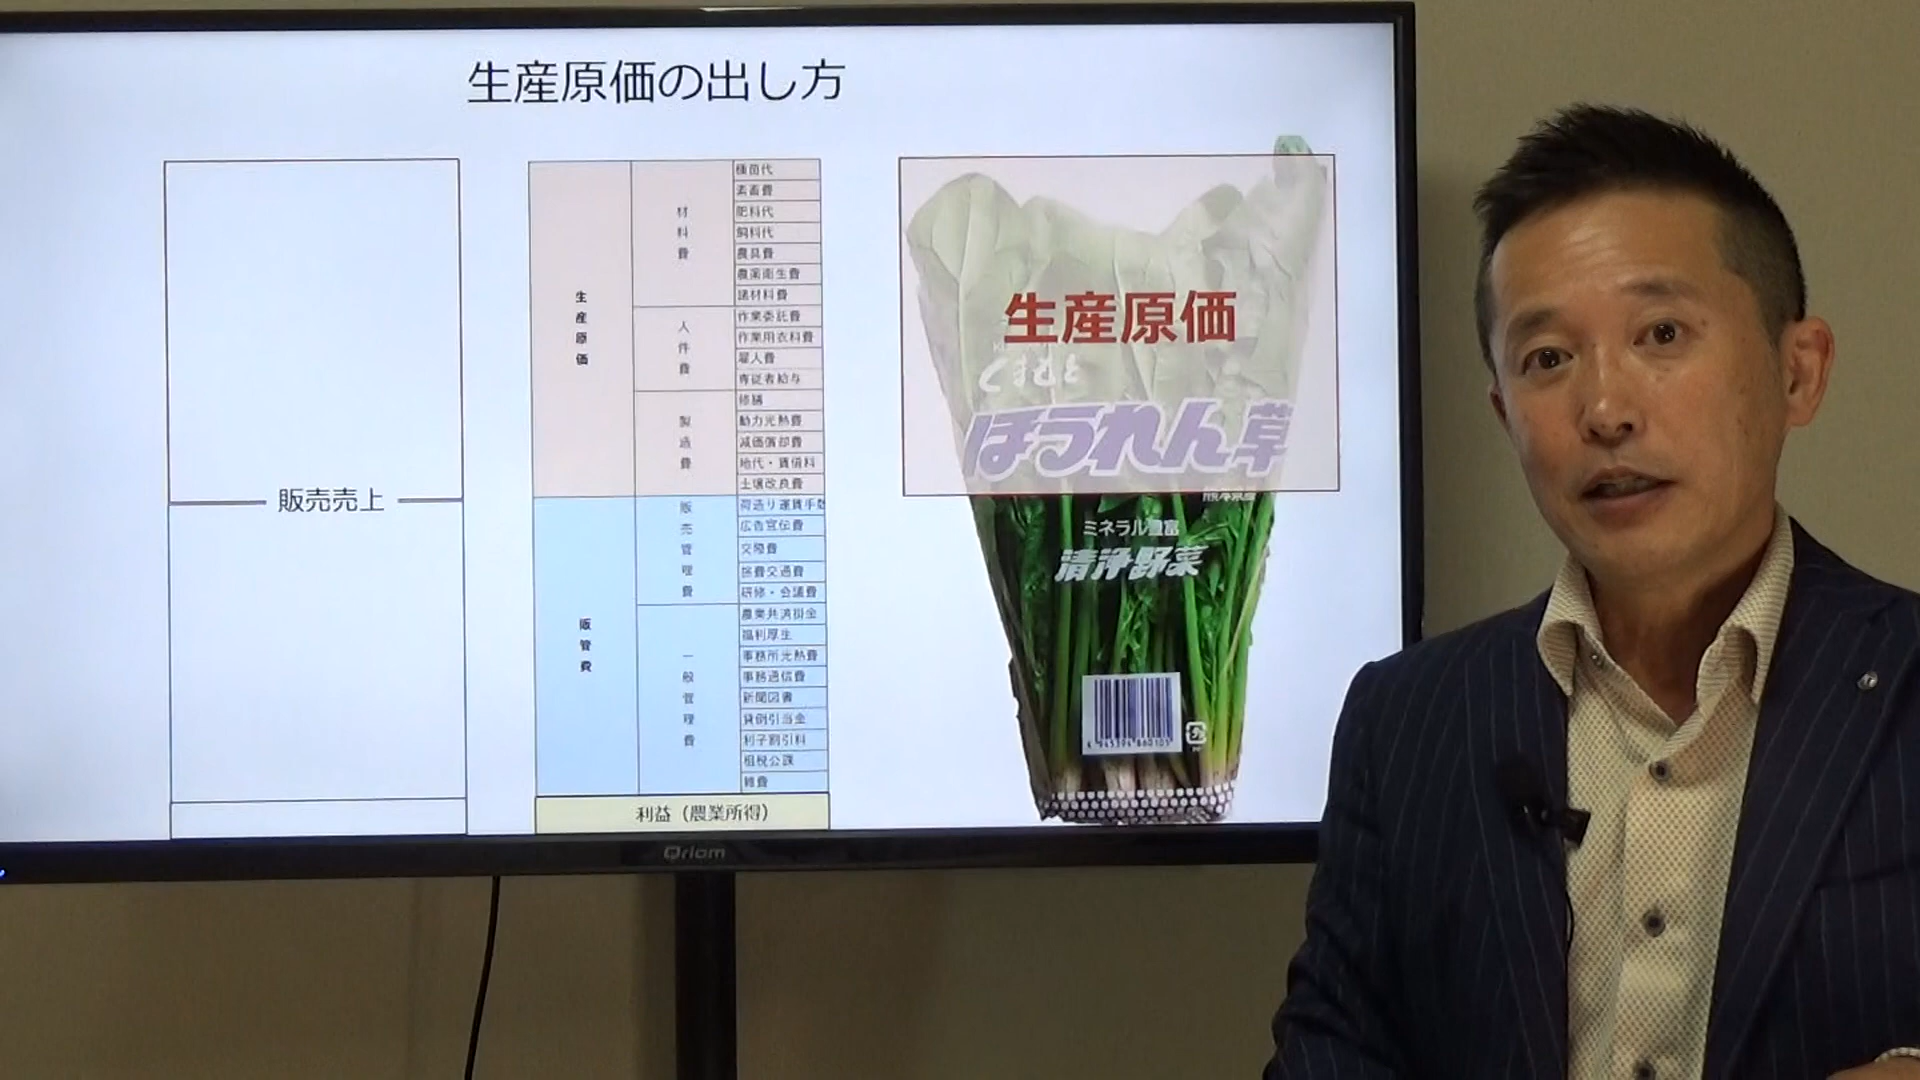 生産原価の出し方
販売売上
生産原価
材料費
種苗代
素畜費
肥料代
飼料代
農具費
農薬衛生費
諸材料費
人件費
作業委託費
作業用衣料費
雇人費
専従者給与
製造費
修繕
動力光熱費
減価償却費
地代・賃借料
土壌改良費
販管費
販売管理費
荷造り運賃手数
広告宣伝費
交際費
旅費交通費
研修・会議費
一般管理費
農業共済掛金
福利厚生
事務所光熱費
事務通信費
新聞図書
貸倒引当金
利子割引料
租税公課
雑費
利益（農業所得）
生産原価
くまもと
ほうれん草
熊本県産
ミネラル豊富
清浄野菜
4 945394 860105
Qriom